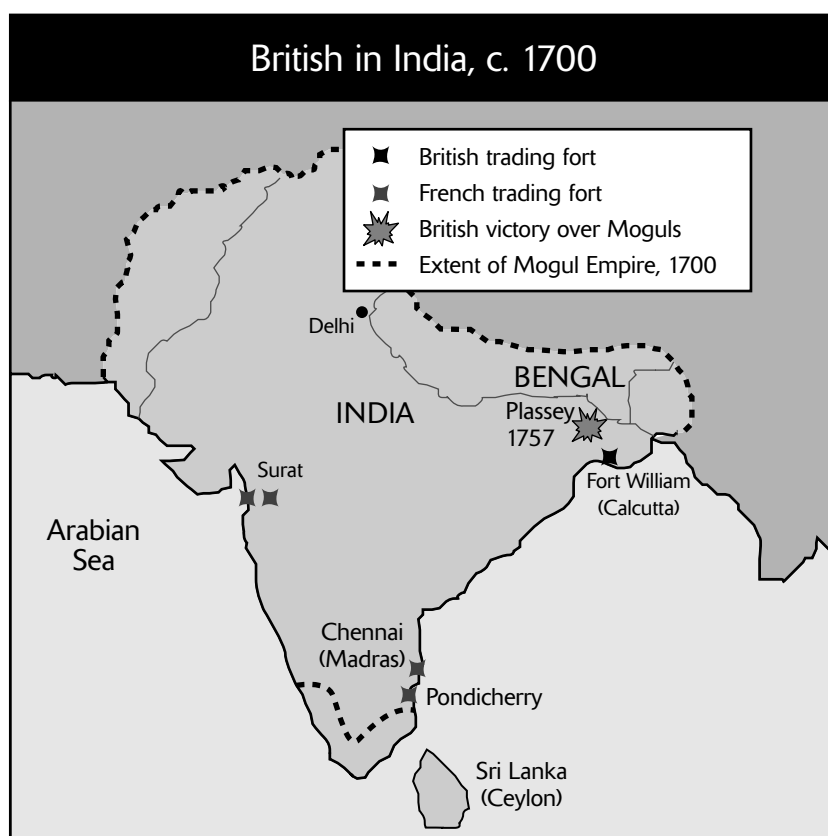 British in India, c. 1700
British trading fort
French trading fort
British victory over Moguls
Extent of Mogul Empire, 1700
Delhi
BENGAL
INDIA
Plassey
1757
Surat
Fort William
(Calcutta)
Arabian
Sea
Chennai
(Madras)
Pondicherry
Sri Lanka
(Ceylon)